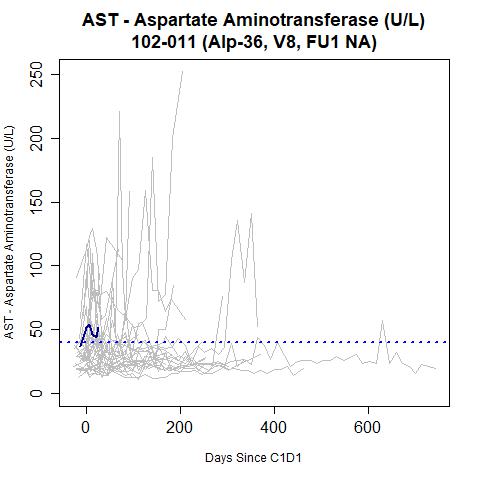 AST - Aspartate Aminotransferase (U/L)
102-011 (Alp-36, V8, FU1 NA)
AST - Aspartate Aminotransferase (U/L)
250
200
150
100
50
0
0 200 400 600
Days Since C1D1